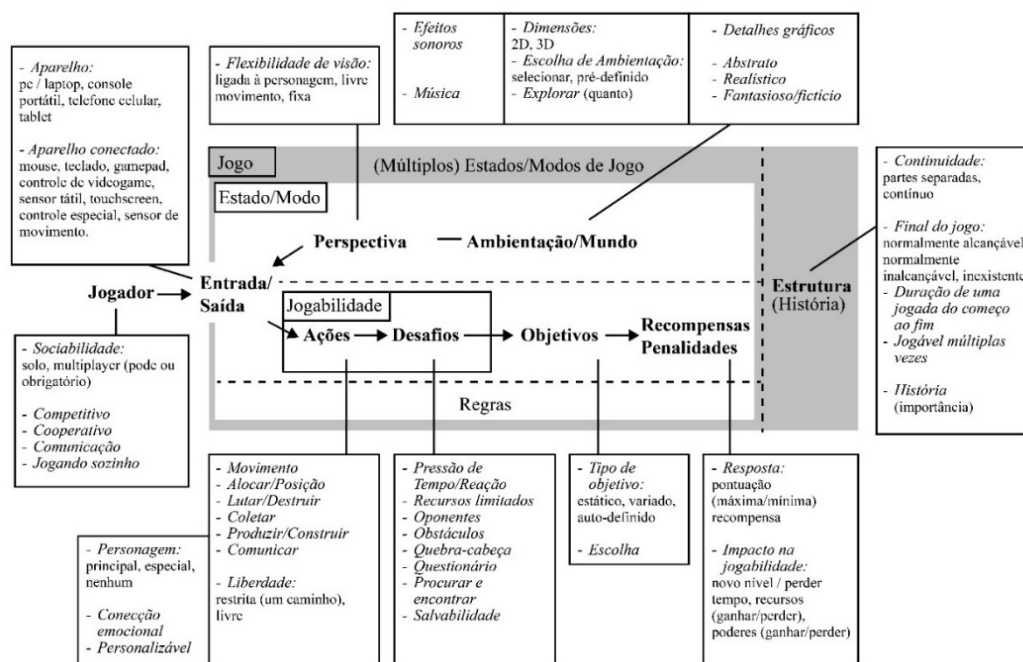 - Aparelho:
pc / laptop, console
portátil, telefone celular,
tablet
- Aparelho conectado:
mouse, teclado, gamepad,
controle de videogame,
sensor tátil, touchscreen,
controle especial, sensor de
movimento.
- Flexibilidade de visão:
ligada à personagem, livre
movimento, fixa
- Efeitos
sonoros
- Música
- Dimensões:
2D, 3D
- Escolha de Ambientação:
selecionar, pré-definido
- Explorar (quanto)
- Detalhes gráficos
- Abstrato
- Realístico
- Fantasioso/fictício
Jogo
(Múltiplos) Estados/Modos de Jogo
Estado/Modo
Perspectiva
Ambientação/Mundo
Jogador
Entrada/
Saída
Jogabilidade
Ações
Desafios
Objetivos
Recompensas
Penalidades
Regras
Estrutura
(História)
- Continuidade:
partes separadas,
contínuo
- Final do jogo:
normalmente alcançável,
normalmente
inalcançável, inexistente
- Duração de uma
jogada do começo
ao fim
- Jogável múltiplas
vezes
- História
(importância)
- Sociabilidade:
solo, multiplayer (pode ou
obrigatório)
- Competitivo
- Cooperativo
- Comunicação
- Jogando sozinho
- Personagem:
principal, especial,
nenhum
- Conecção
emocional
- Personalizável
- Movimento
- Alocar/Posição
- Lutar/Destruir
- Coletar
- Produzir/Construir
- Comunicar
- Liberdade:
restrita (um caminho),
livre
- Pressão de
Tempo/Reação
- Recursos limitados
- Oponentes
- Obstáculos
- Quebra-cabeça
- Questionário
- Procurar e
encontrar
- Salvabilidade
- Tipo de
objetivo:
estático, variado,
auto-definido
- Escolha
- Resposta:
pontuação
(máxima/mínima)
recompensa
- Impacto na
jogabilidade:
novo nível / perder
tempo, recursos
(ganhar/perder),
poderes (ganhar/perder)